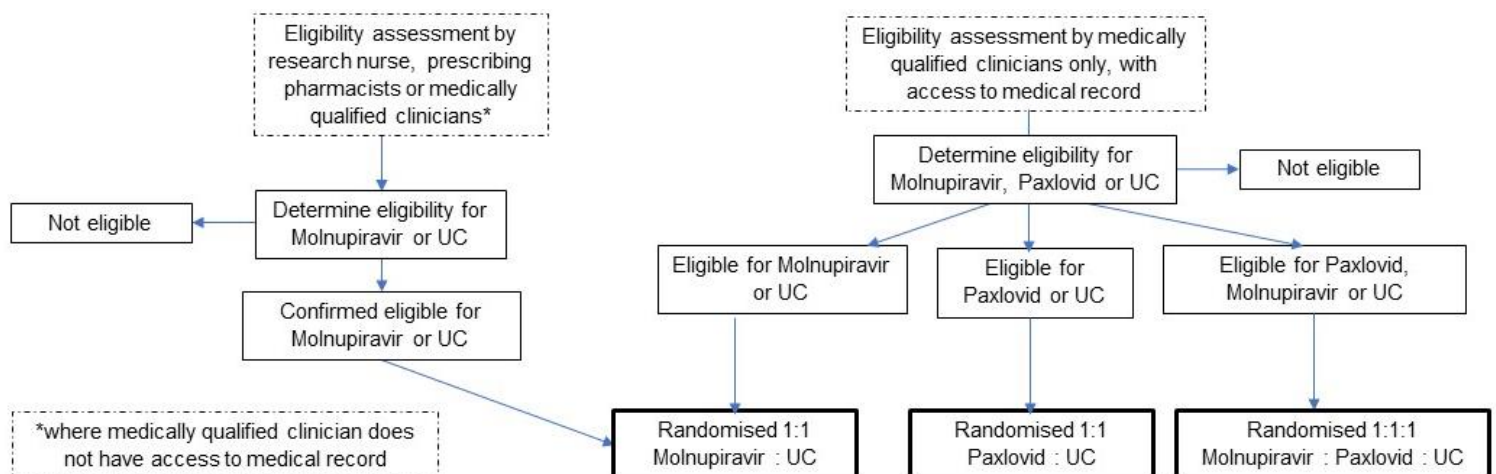 Eligibility assessment by
research nurse, prescribing
pharmacists or medically
qualified clinicians*
Determine eligibility for
Molnupiravir or UC
Not eligible
Confirmed eligible for
Molnupiravir or UC
*where medically qualified clinician does
not have access to medical record
Eligibility assessment by medically
qualified clinicians only, with
access to medical record
Determine eligibility for
Molnupiravir, Paxlovid or UC
Not eligible
Eligible for Molnupiravir
or UC
Eligible for
Paxlovid or UC
Eligible for Paxlovid,
Molnupiravir or UC
Randomised 1:1
Molnupiravir : UC
Randomised 1:1
Paxlovid : UC
Randomised 1:1:1
Molnupiravir : Paxlovid : UC